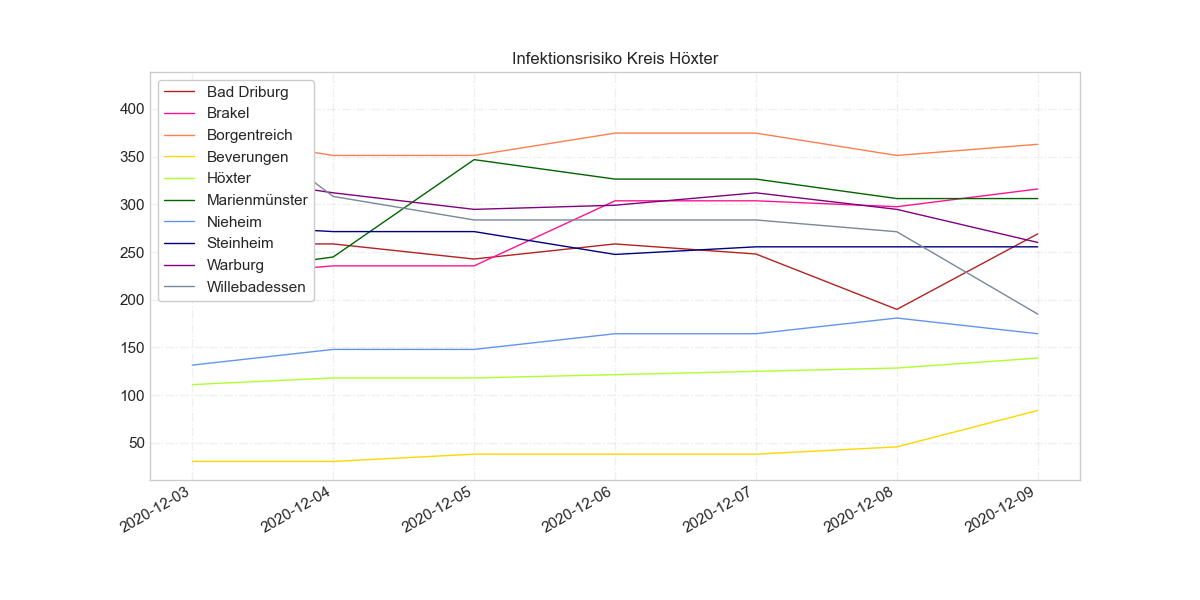 Infektionsrisiko Kreis Höxter
Bad Driburg
Brakel
Borgentreich
Beverungen
Höxter
Marienmünster
Nieheim
Steinheim
Warburg
Willebadessen
400
350
300
250
200
150
100
50
2020-12-03
2020-12-04
2020-12-05
2020-12-06
2020-12-07
2020-12-08
2020-12-09